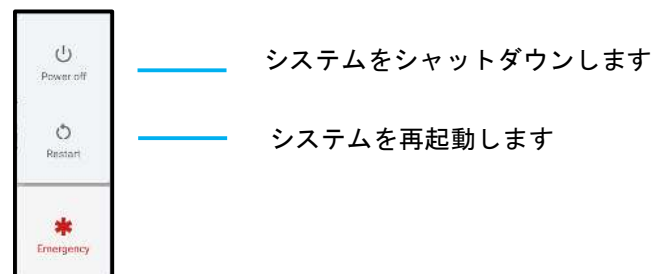 Power off
システムをシャットダウンします
Restart
システムを再起動します
Emergency